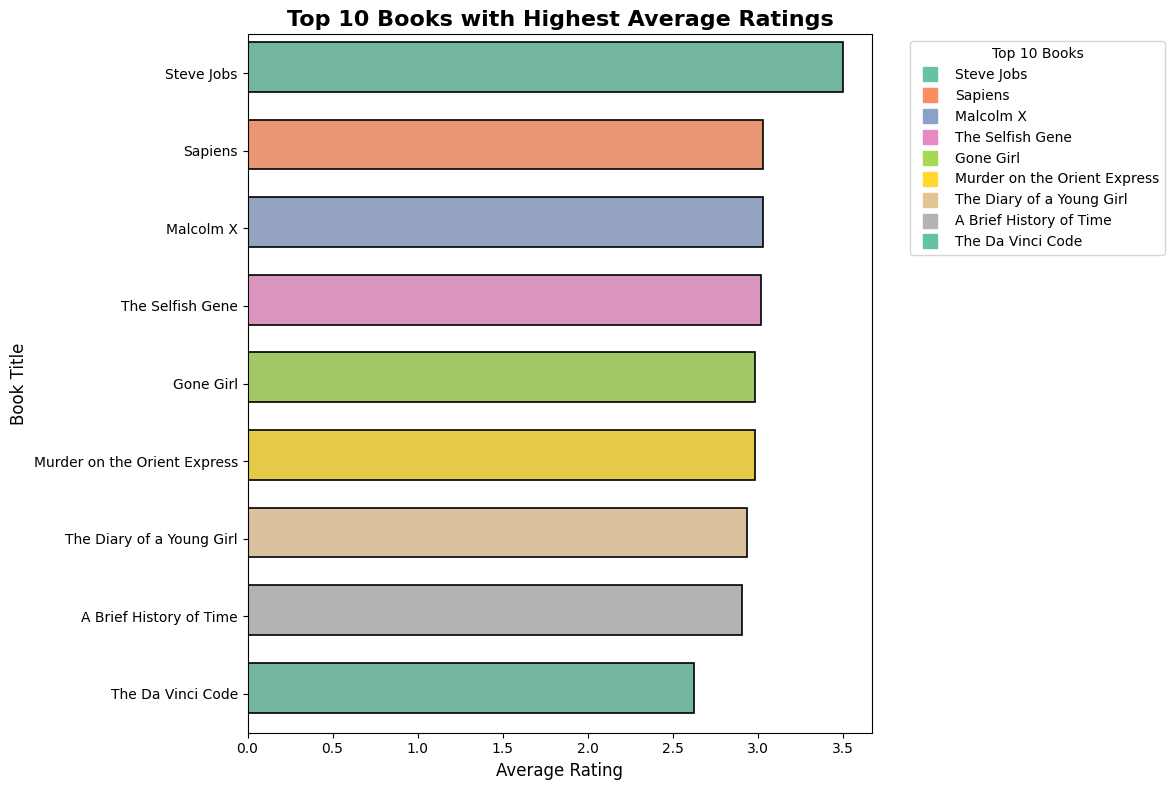 Top 10 Books with Highest Average Ratings
Book Title
Steve Jobs
Sapiens
Malcolm X
The Selfish Gene
Gone Girl
Murder on the Orient Express
The Diary of a Young Girl
A Brief History of Time
The Da Vinci Code
0.0 0.5 1.0 1.5 2.0 2.5 3.0 3.5
Average Rating
Top 10 Books
Steve Jobs
Sapiens
Malcolm X
The Selfish Gene
Gone Girl
Murder on the Orient Express
The Diary of a Young Girl
A Brief History of Time
The Da Vinci Code